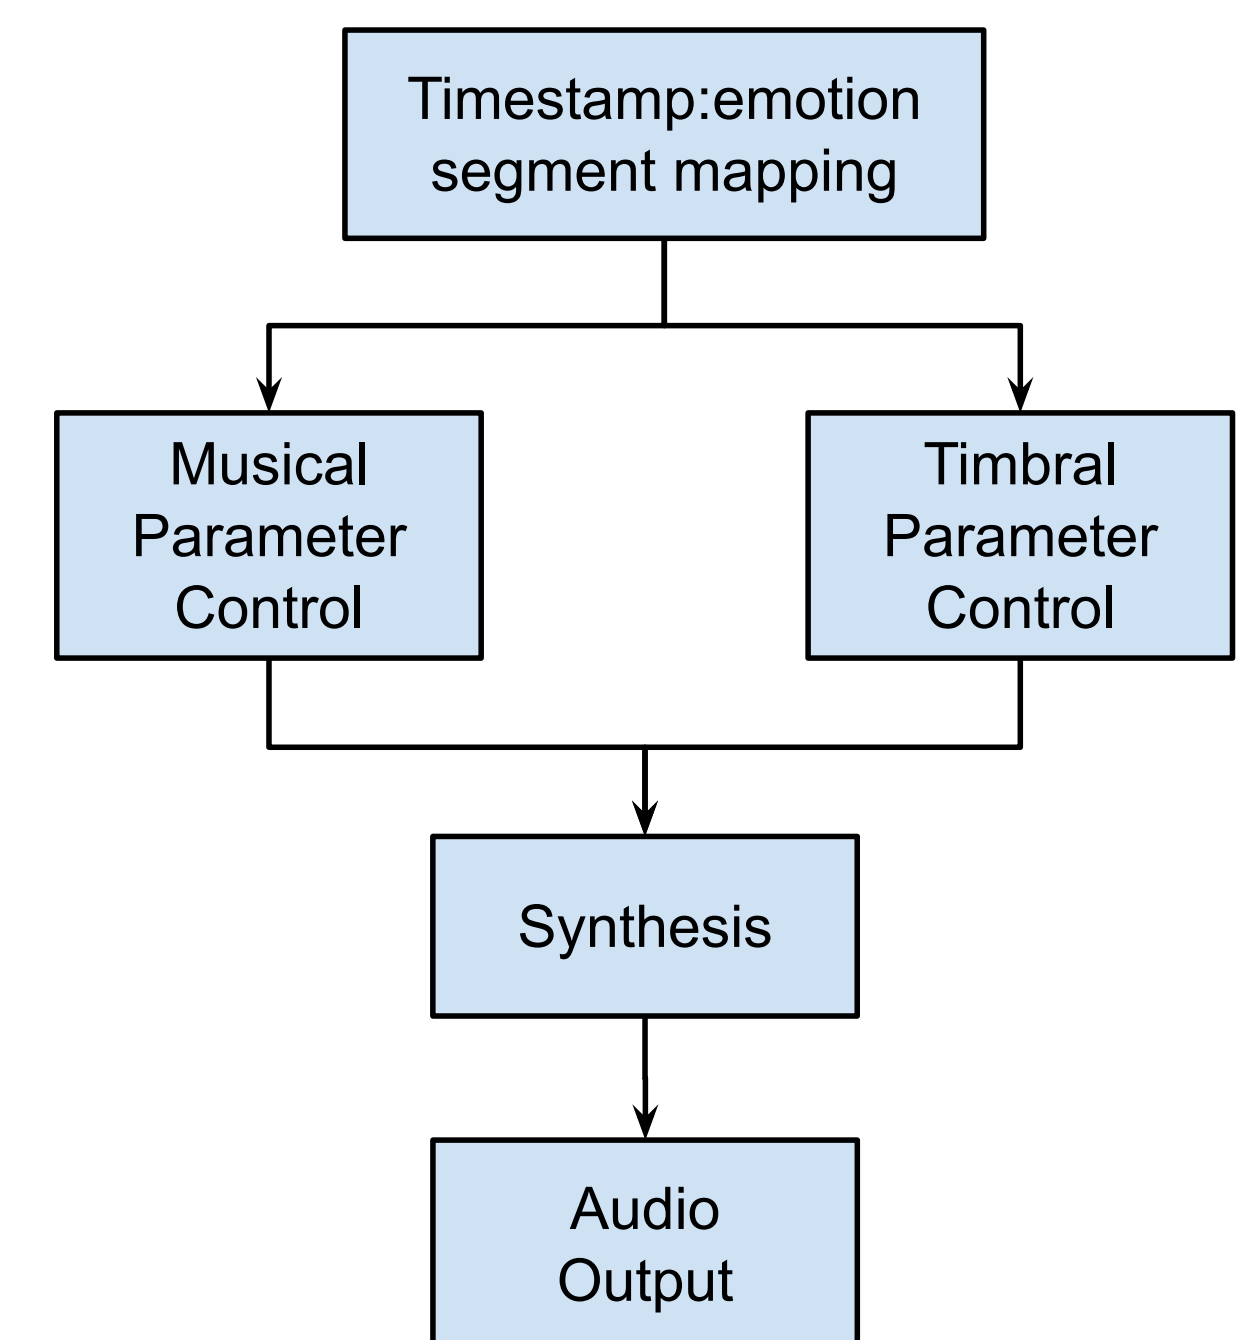 Timestamp:emotion
segment mapping
Musical
Parameter
Control
Timbral
Parameter
Control
Synthesis
Audio
Output